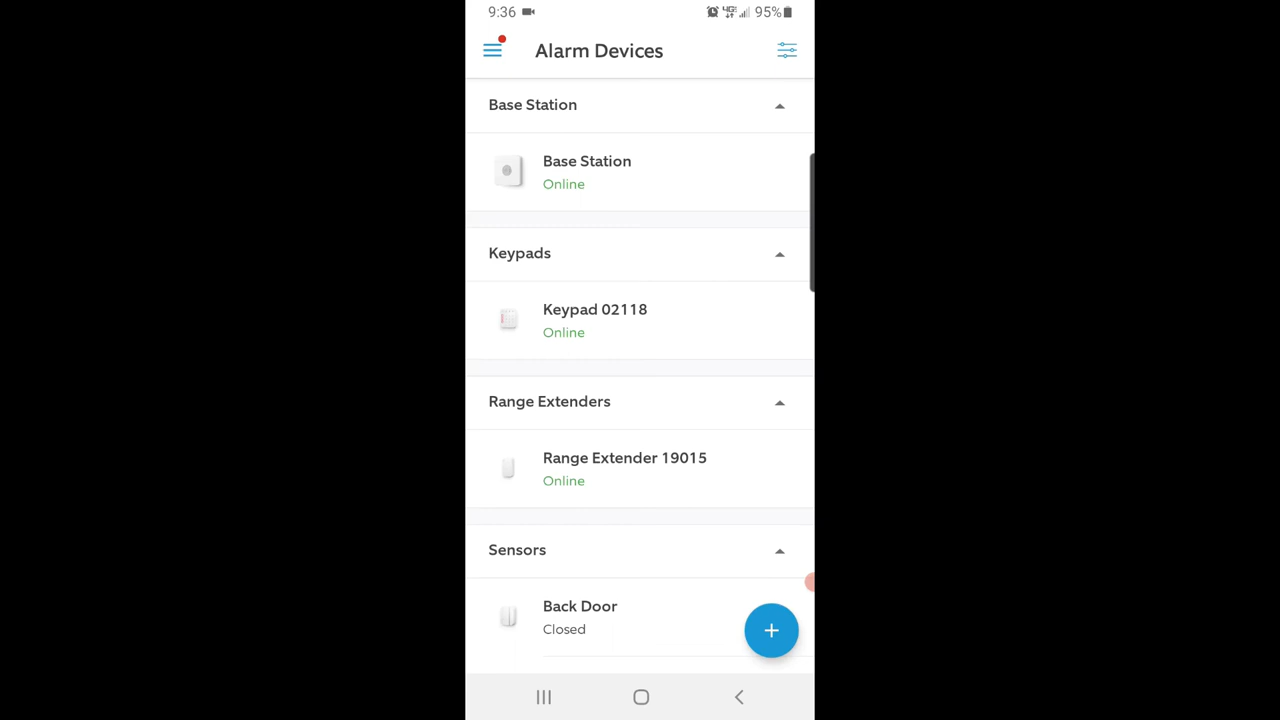 9:36 95%
Alarm Devices
Base Station
Base Station
Online
Keypads
Keypad 02118
Online
Range Extenders
Range Extender 19015
Online
Sensors
Back Door
Closed
+